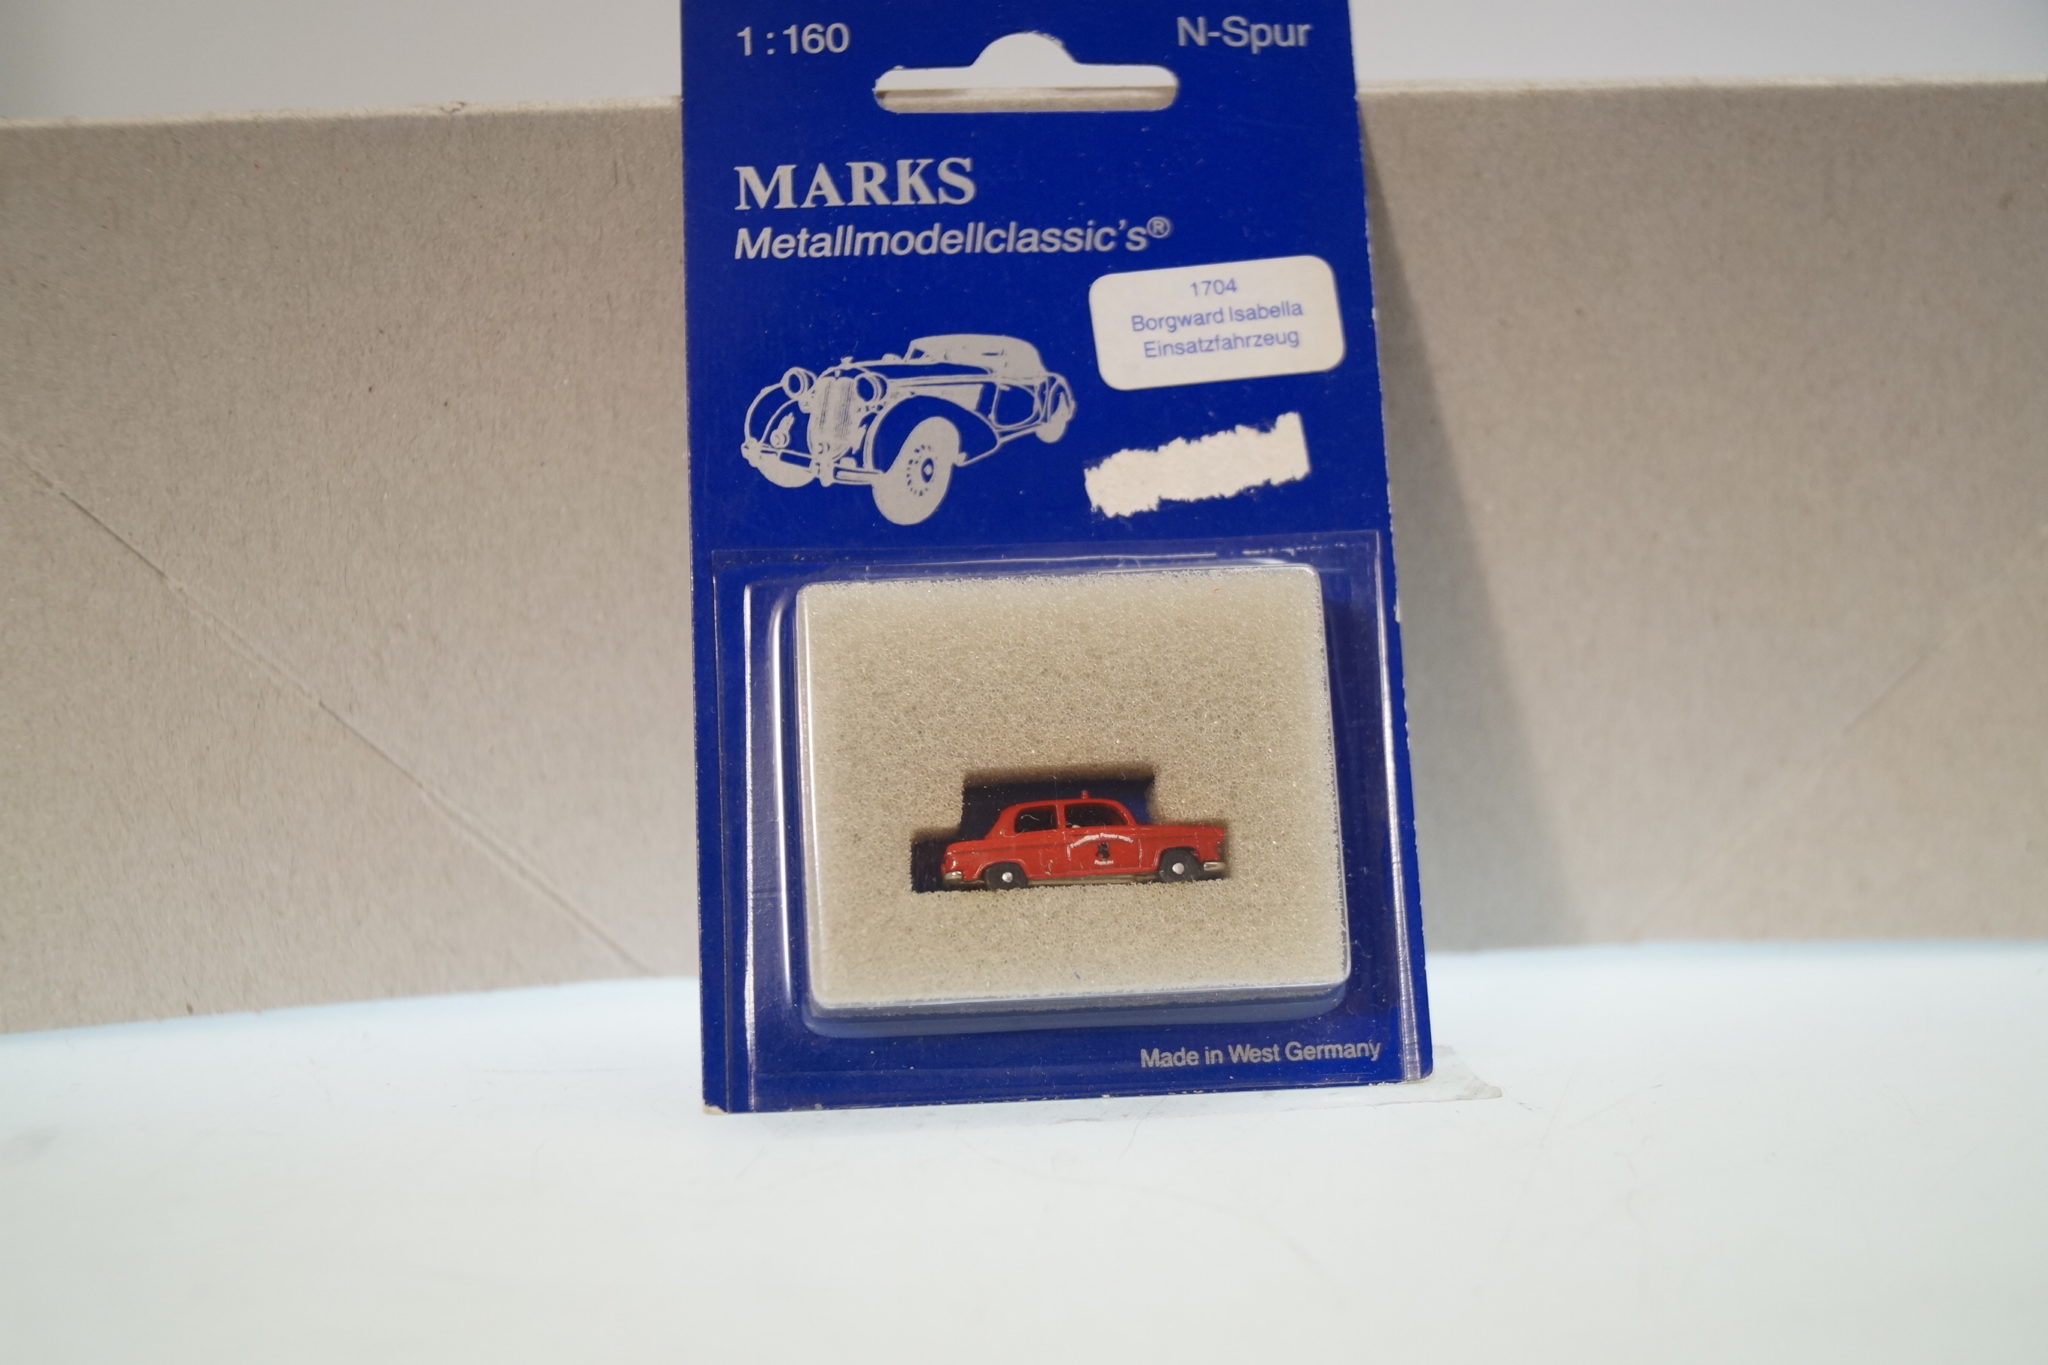 1:160
N-Spur
MARKS
Metallmodellclassic's®
1704
Borgward Isabella
Einsatzfahrzeug
Made in West Germany